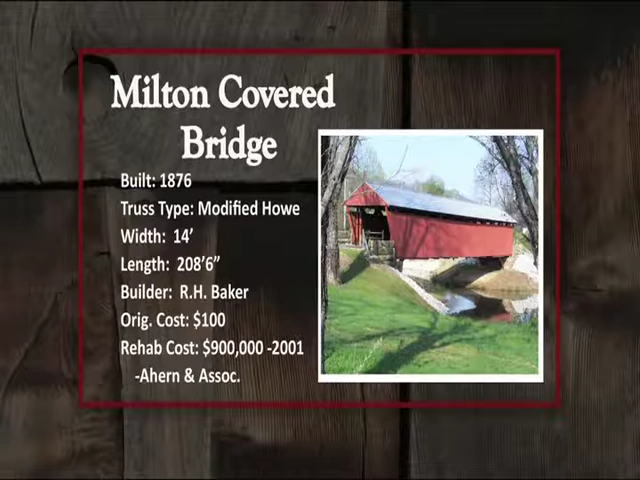 Milton Covered
Bridge
Built: 1876
Truss Type: Modified Howe
Width: 14'
Length: 208'6"
Builder: R.H. Baker
Orig. Cost: $100
Rehab Cost: $900,000 -2001
-Ahern & Assoc.